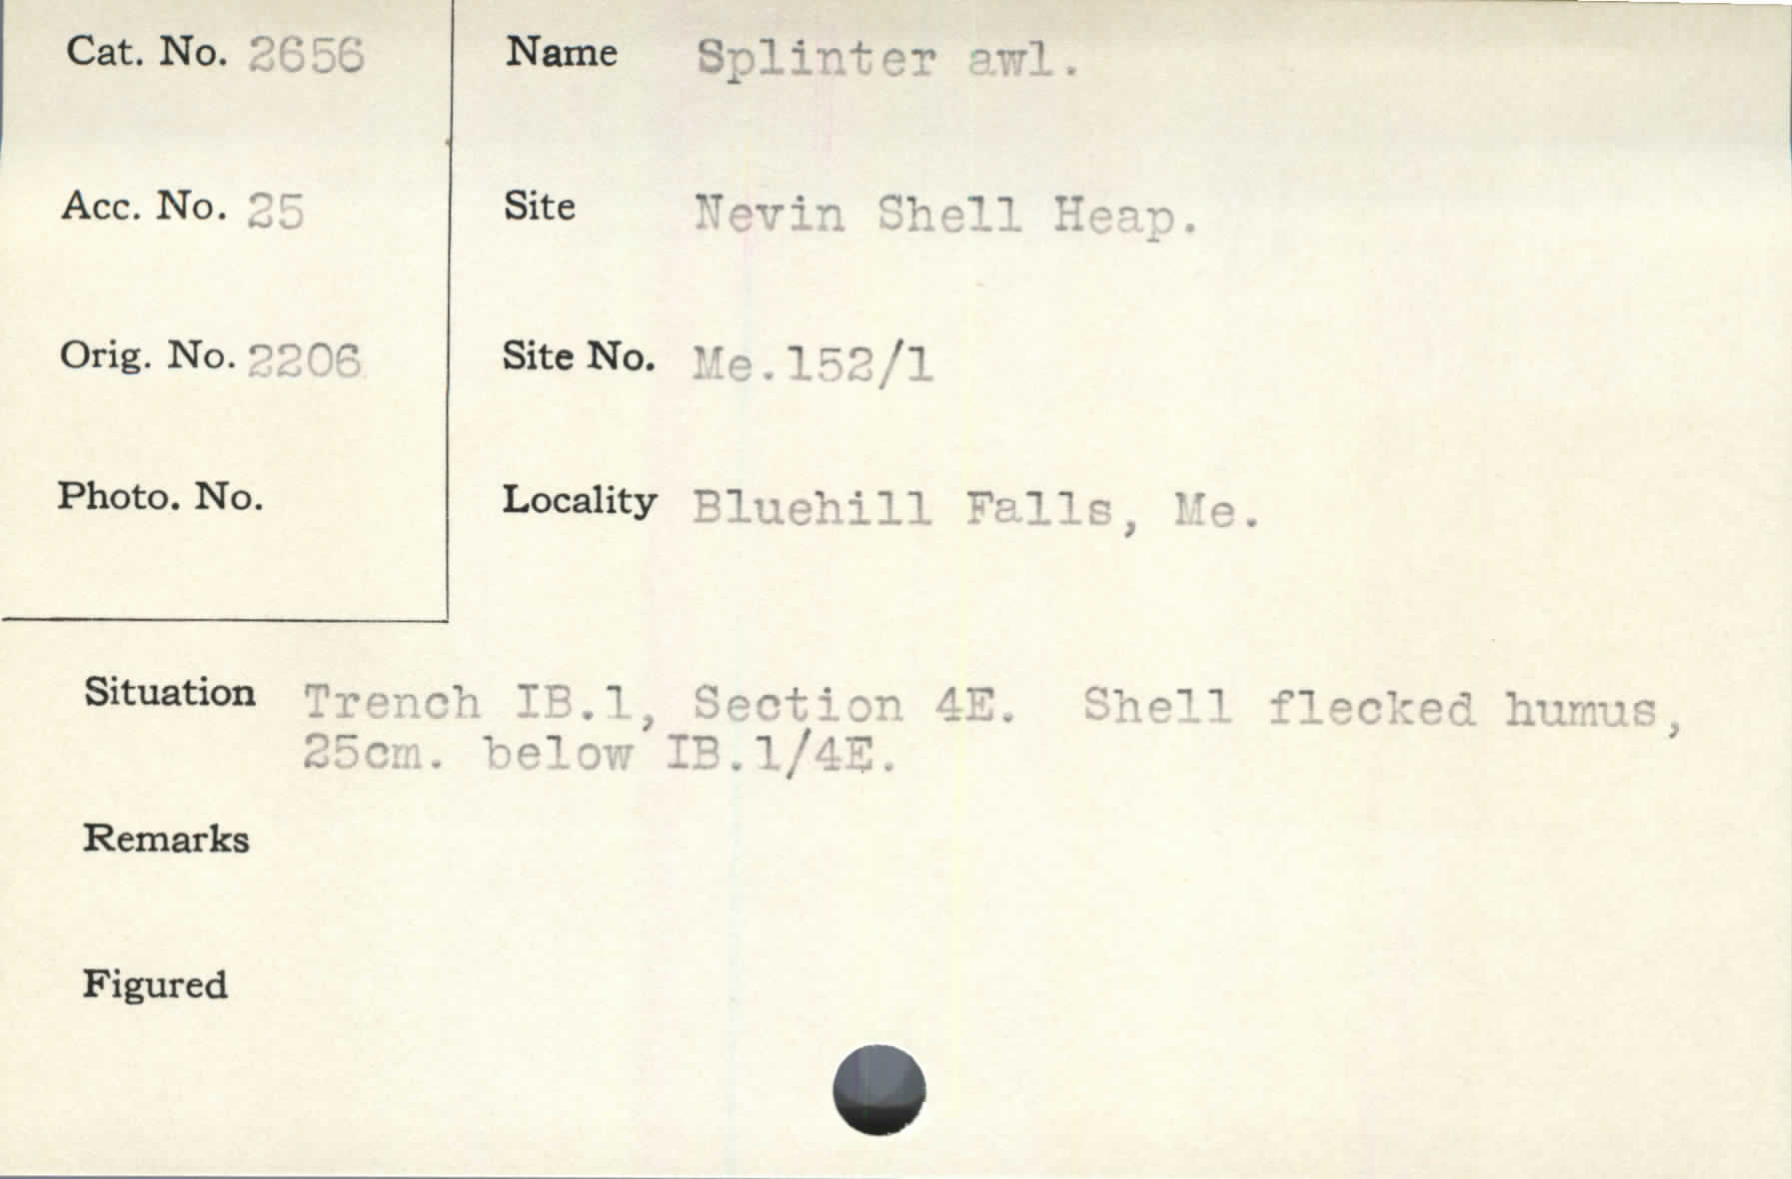 Cat. No. 2656
Name Splinter awl.
Acc. No. 25
Site Nevin Shell Heap.
Orig. No. 2206
Site No. Me.152/1
Photo. No.
Locality Bluehill Falls, Me.
Situation Trench IB.1, Section 4E. Shell flecked humus,
25cm. below IB.1/4E.
Remarks
Figured